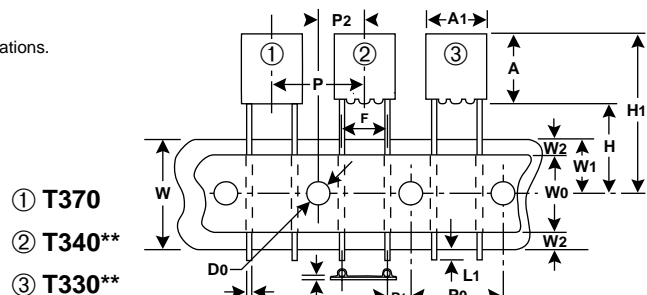 ations.
P2
A1
① ② ③
P
A
H1
F
H
W2
W1
W
W0
① T370
② T340**
W2
D0
L1
③ T330**
P0